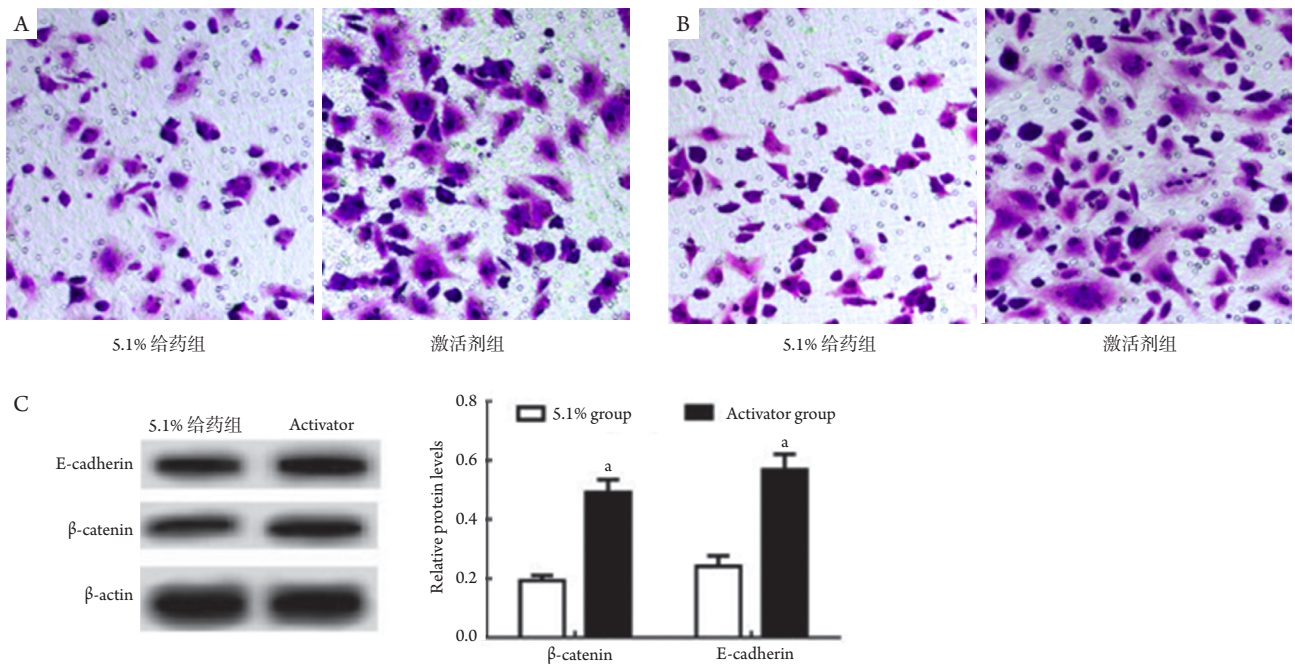 A
B
5.1% 给药组
激活剂组
5.1% 给药组
激活剂组
C
5.1% 给药组
Activator
E-cadherin
β-catenin
β-actin
Relative protein levels
0.8
0.6
0.4
0.2
0.0
5.1% group
Activator group
a
a
β-catenin
E-cadherin